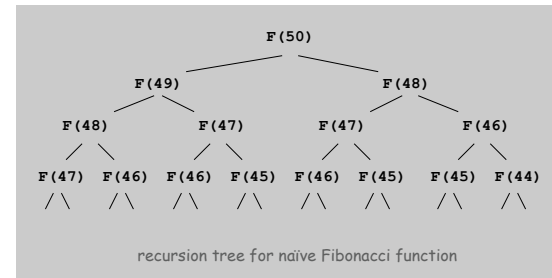 F(50)
F(49) F(48)
F(48) F(47) F(47) F(46)
F(47) F(46) F(46) F(45) F(46) F(45) F(45) F(44)
recursion tree for naïve Fibonacci function